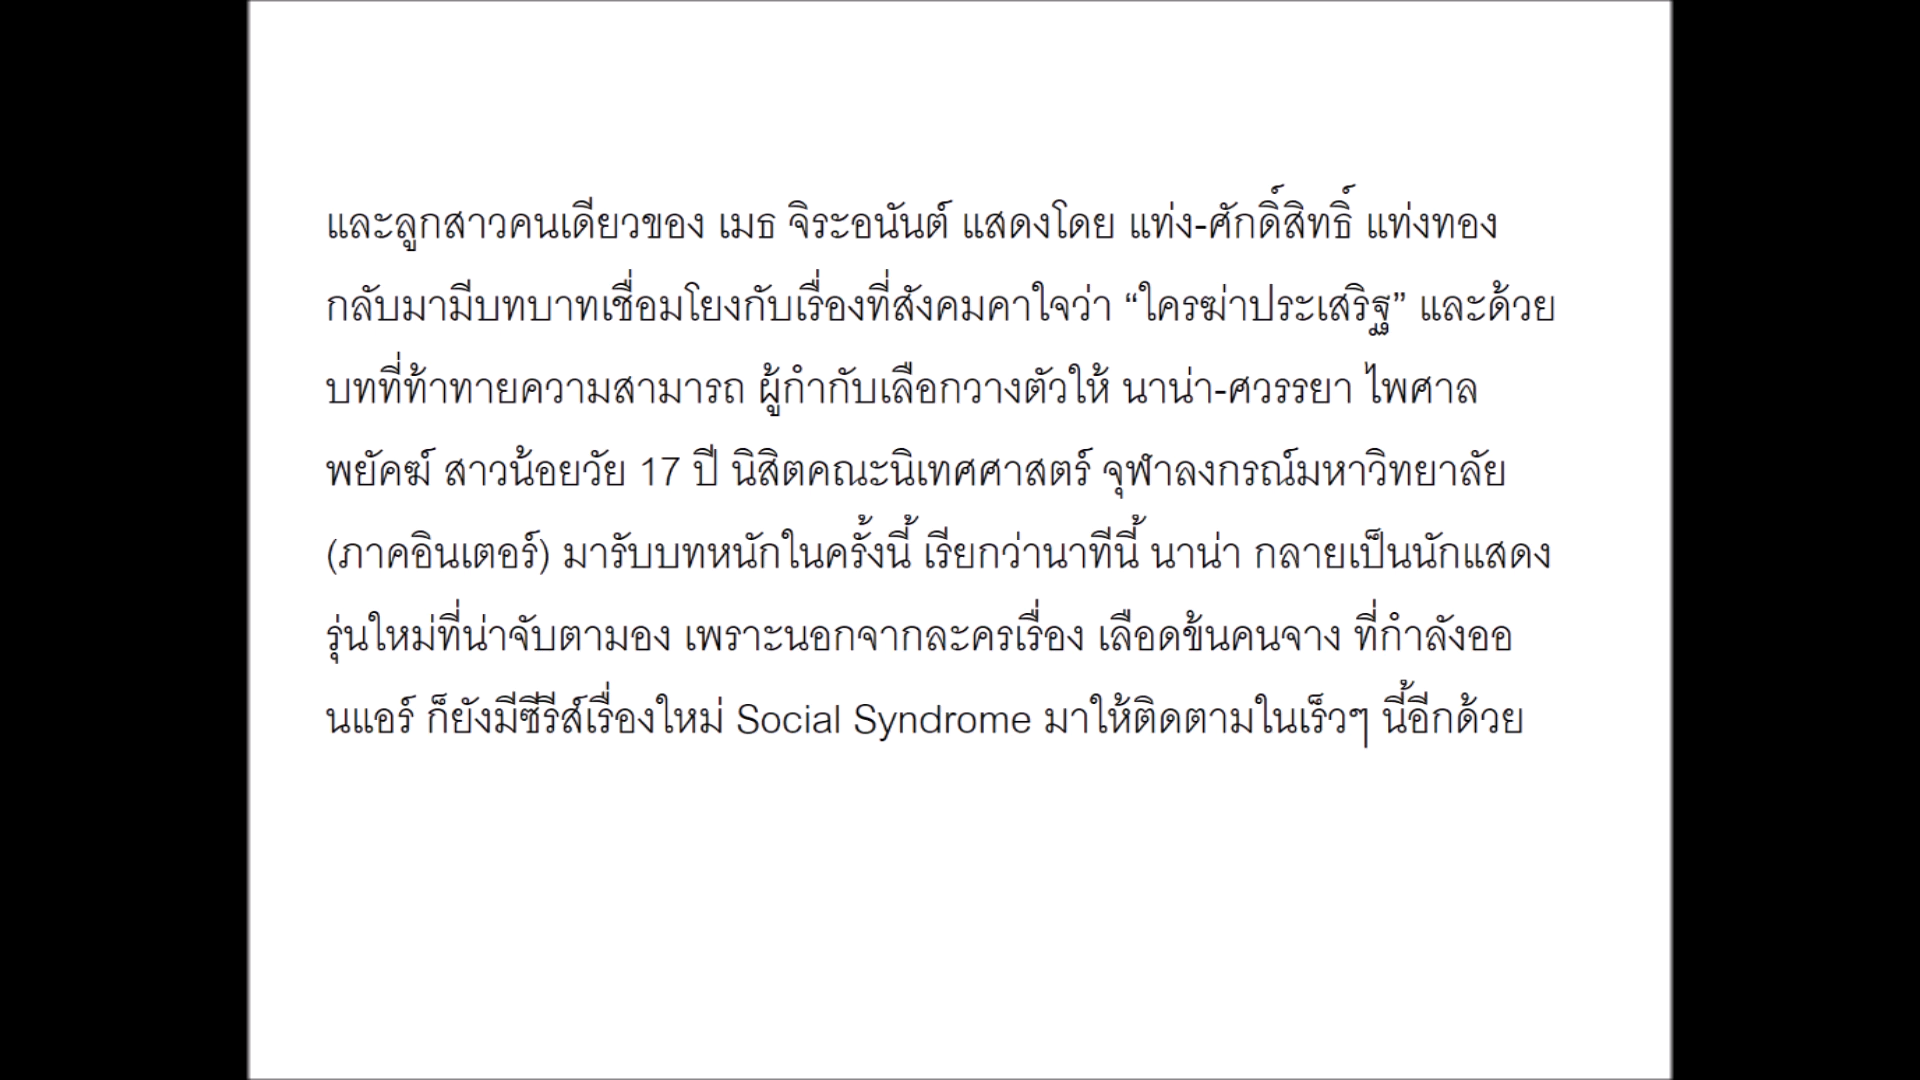 และลูกสาวคนเดียวของ เมธ จิระอนันต์ แสดงโดย แท่ง-ศักดิ์สิทธิ์ แท่งทอง
กลับมามีบทบาทเชื่อมโยงกับเรื่องที่สังคมคาใจว่า “ใครฆ่าประเสริฐ” และด้วย
บทที่ท้าทายความสามารถ ผู้กำกับเลือกวางตัวให้ นาน่า-ศวรรยา ไพศาล
พยัคฆ์ สาวน้อยวัย 17 ปี นิสิตคณะนิเทศศาสตร์ จุฬาลงกรณ์มหาวิทยาลัย
(ภาคอินเตอร์) มารับบทหนักในครั้งนี้ เรียกว่านาทีนี้ นาน่า กลายเป็นนักแสดง
รุ่นใหม่ที่น่าจับตามอง เพราะนอกจากละครเรื่อง เลือดข้นคนจาง ที่กำลังออ
นแอร์ ก็ยังมีซีรีส์เรื่องใหม่ Social Syndrome มาให้ติดตามในเร็วๆ นี้อีกด้วย